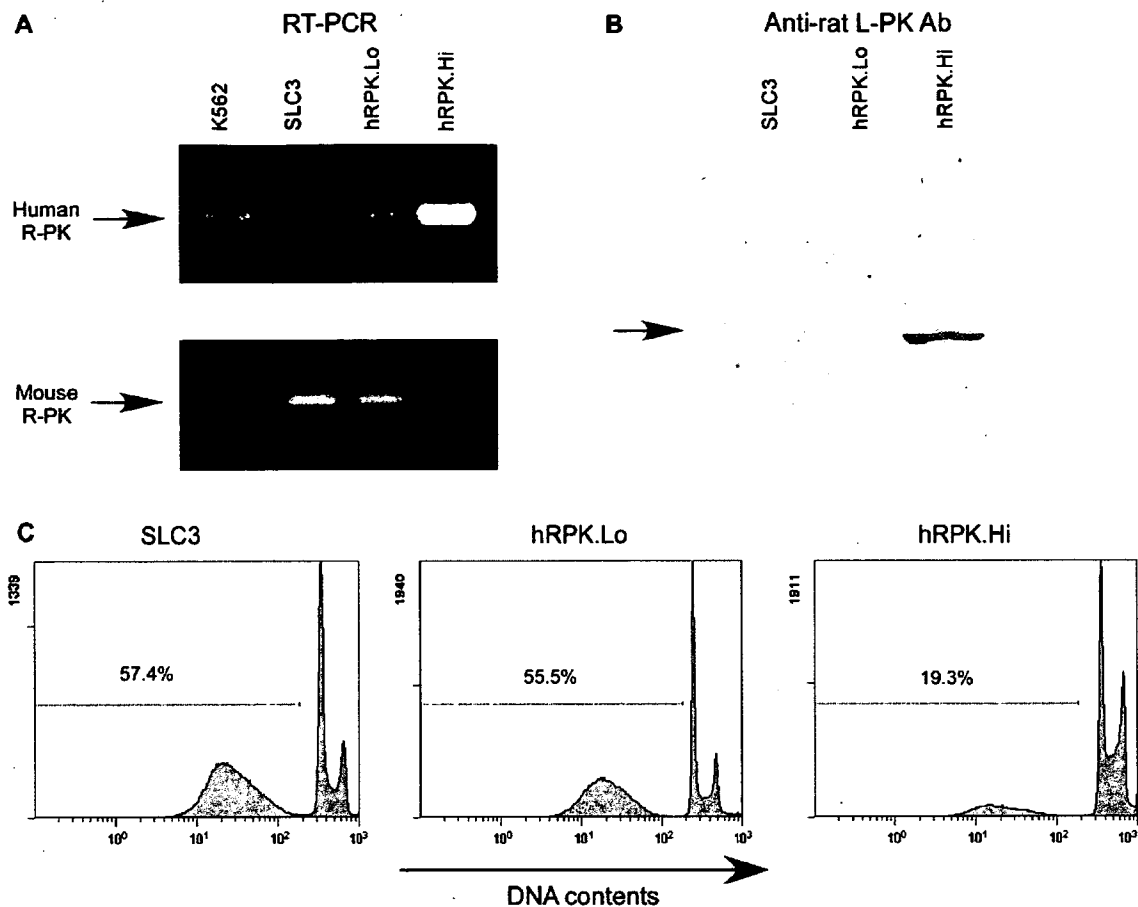 A
RT-PCR
K562
SLC3
hRPK.Lo
hRPK.Hi
Human
R-PK
Mouse
R-PK
B
Anti-rat L-PK Ab
SLC3
hRPK.Lo
hRPK.Hi
C
SLC3
1339
57.4%
10⁰ 10¹ 10² 10³
hRPK.Lo
1940
55.5%
10⁰ 10¹ 10² 10³
hRPK.Hi
1911
19.3%
10⁰ 10¹ 10² 10³
DNA contents